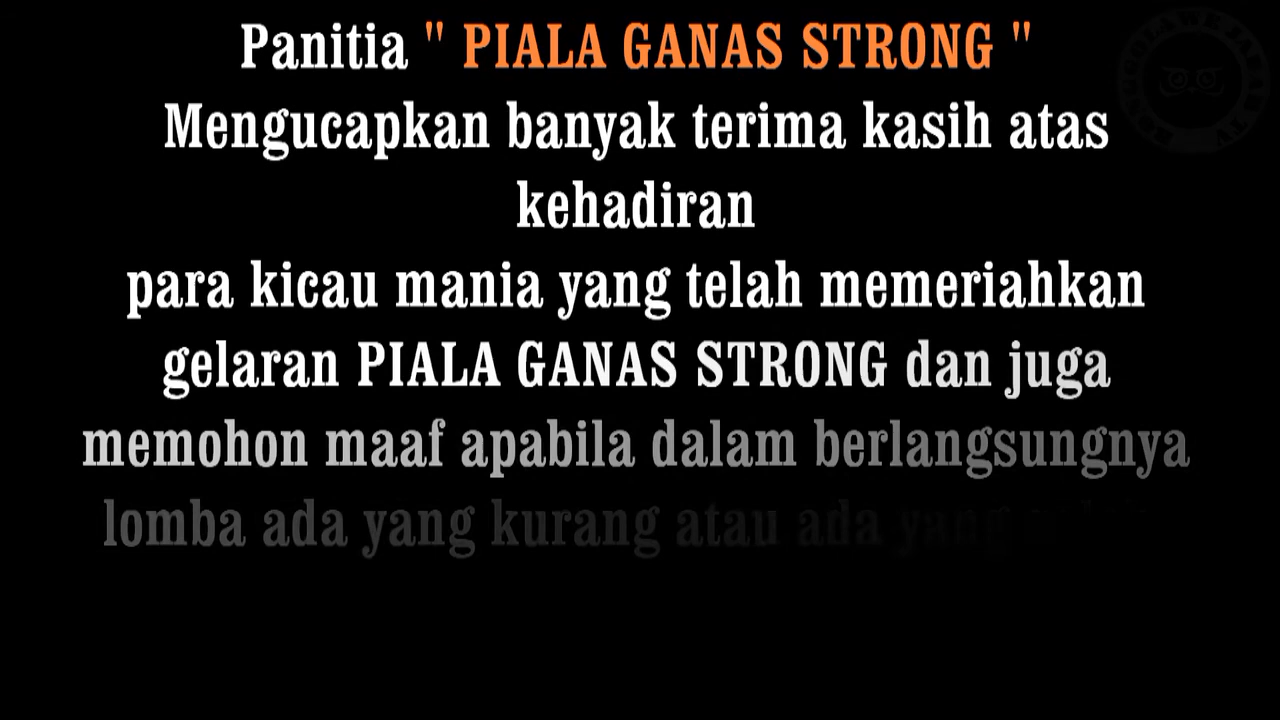 Panitia " PIALA GANAS STRONG "
Mengucapkan banyak terima kasih atas
kehadiran
para kicau mania yang telah memeriahkan
gelaran PIALA GANAS STRONG dan juga
memohon maaf apabila dalam berlangsungnya
lomba ada yang kurang atau ada yang